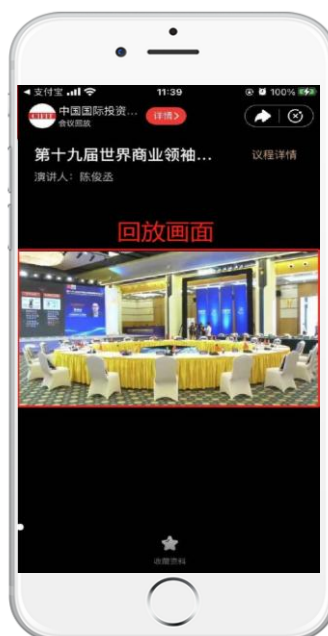 支付宝
11:39
100%
中国国际投资...
会议回放
详情>
第十九届世界商业领袖...
议程详情
演讲人：陈俊丞
回放画面
收藏资料